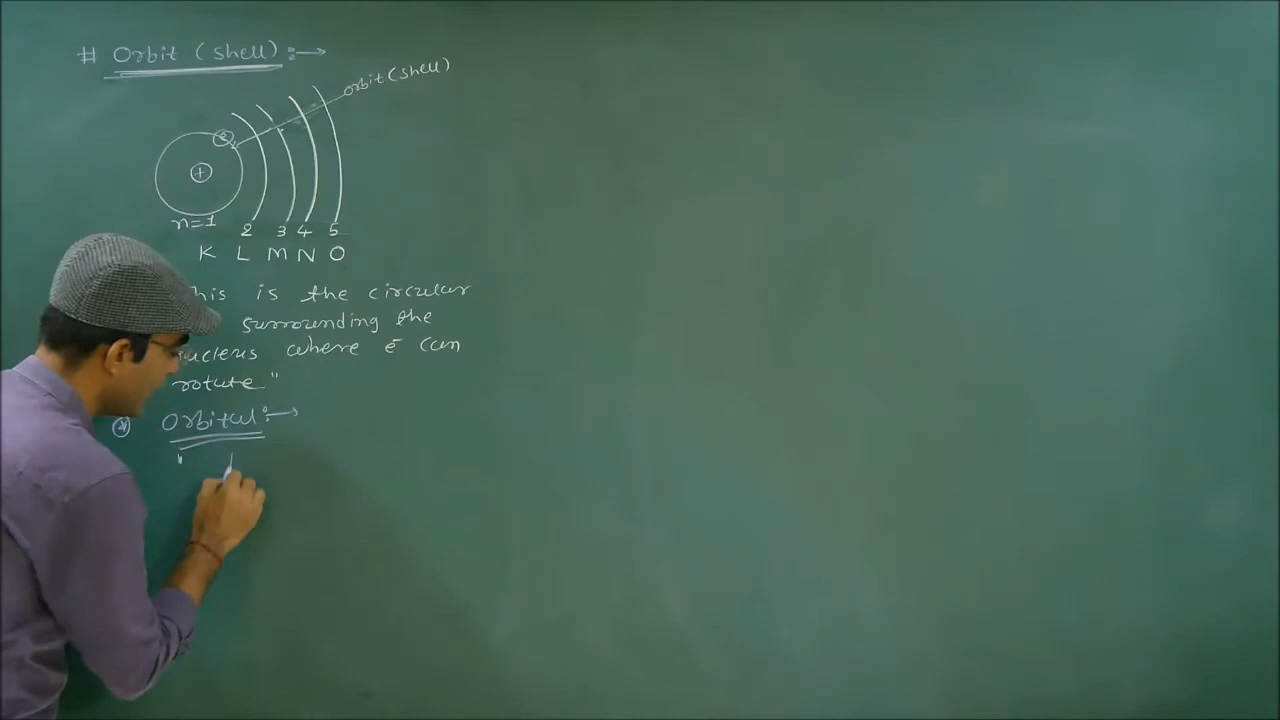 # Orbit (shell) :→
orbit (shell)
e
+
n=1 2 3 4 5
K L M N O
This is the circular
surrounding the
nucleus where e- can
rotate"
Orbital :→
"